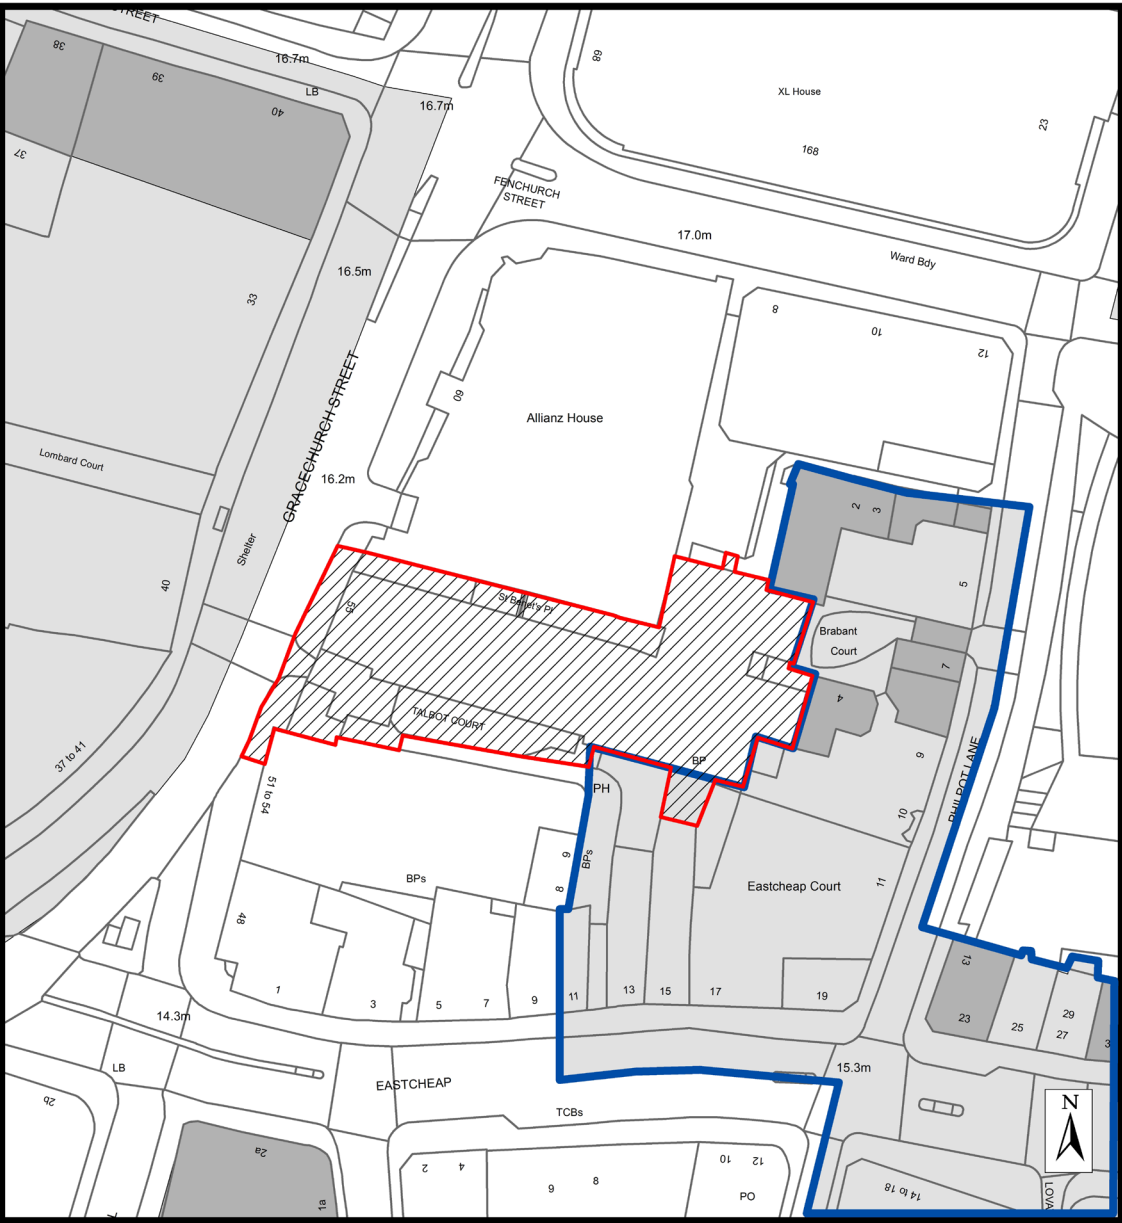 STREET
38
39
40
37
16.7m
LB
16.7m
68
XL House
168
23
FENCHURCH
STREET
17.0m
Ward Bdy
16.5m
33
GRACECHURCH STREET
60
Allianz House
8
10
12
Lombard Court
16.2m
Shelter
40
2
3
5
55
St Benet's Pl
Brabant
Court
7
4
TALBOT COURT
9
PHILPOT LANE
37 to 41
51 to 54
BP
PH
10
BPs
9
8
BPs
Eastcheap Court
11
48
1
3
5
7
9
11
13
15
17
19
13
23
25
29
27
3
14.3m
LB
EASTCHEAP
15.3m
TCBs
N
2b
2a
1a
2
4
6
8
10
12
PO
14 to 18
LOVA